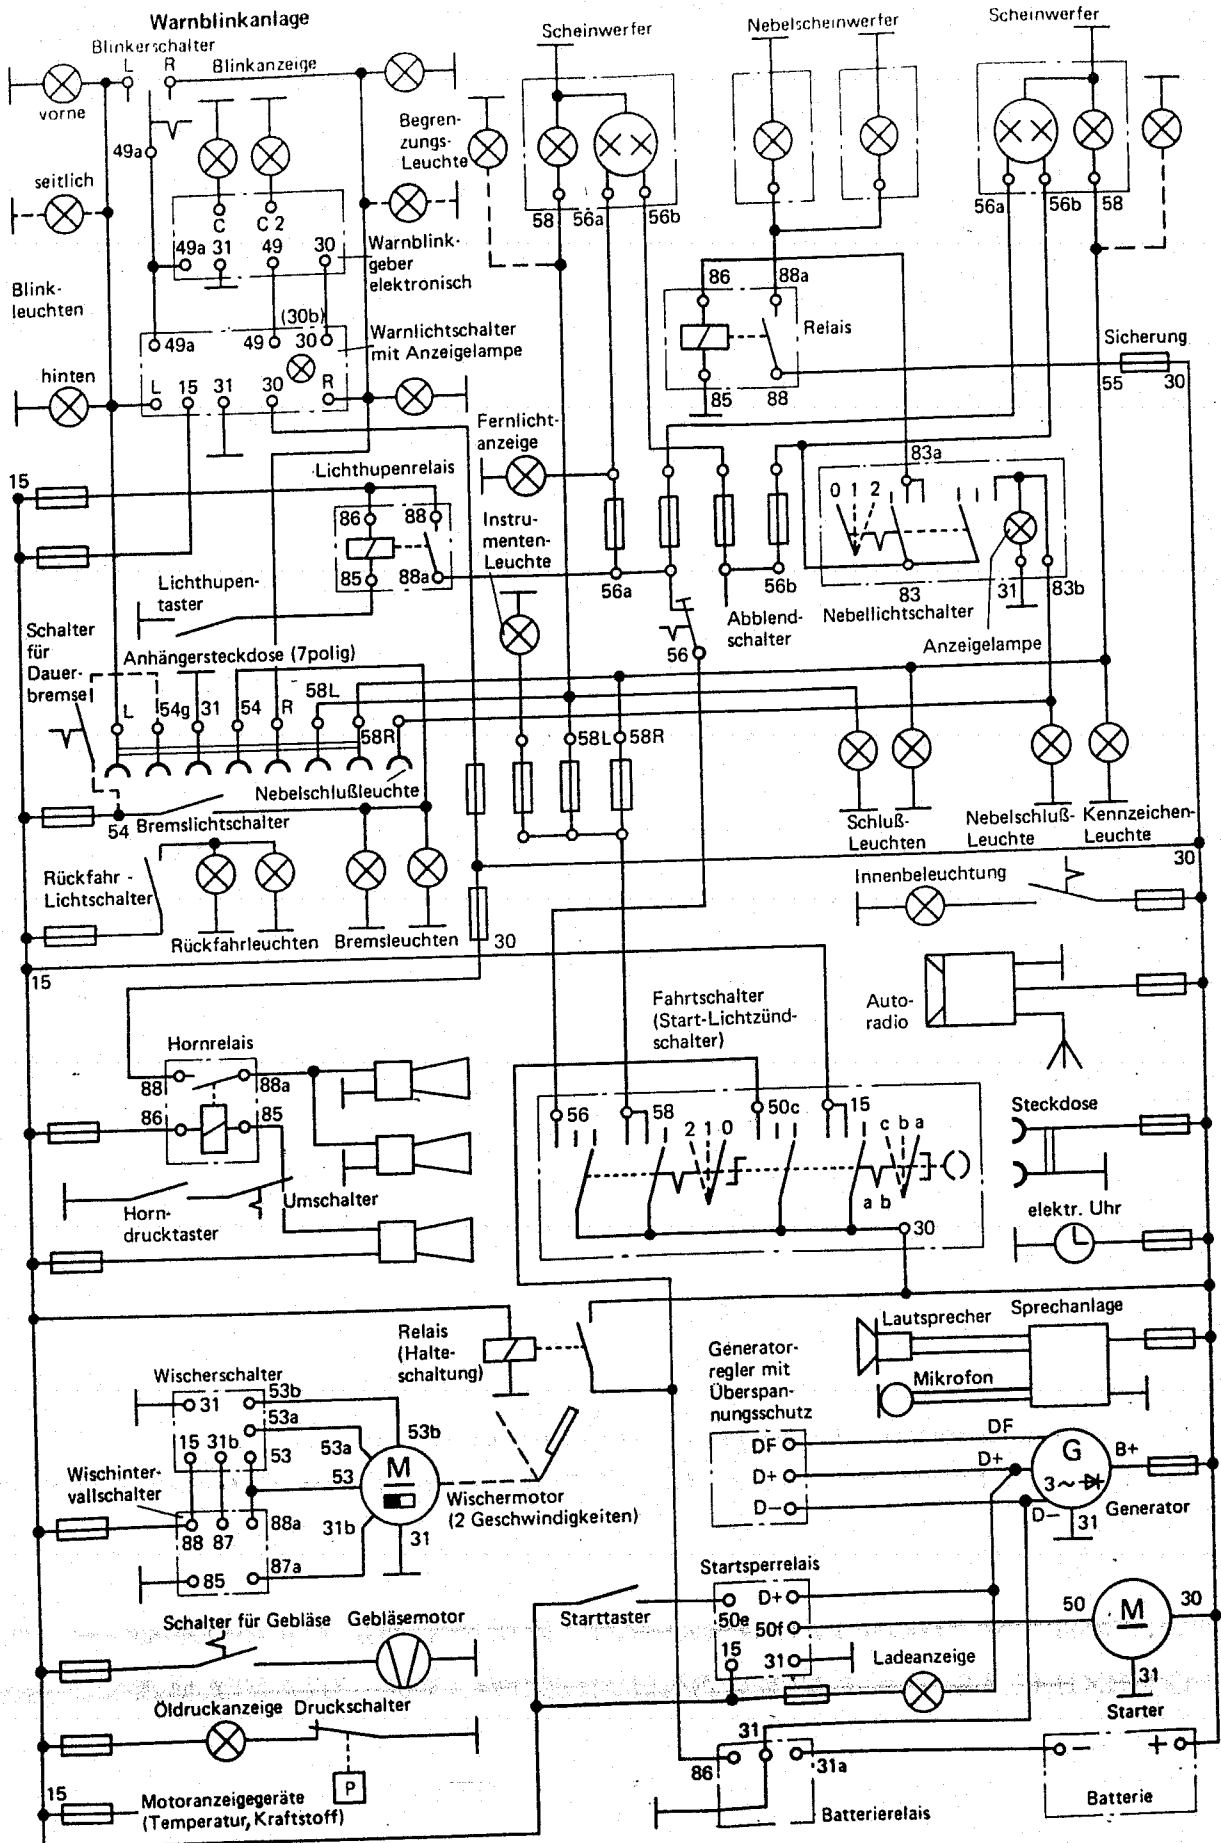 Warnblinkanlage
Blinkerschalter
L R Blinkanzeige
vorne
49a
seitlich
C C 2
49a 31 49 30
Warnblink-
geber
elektronisch
Blink-
leuchten
(30b)
49a 49 30
Warnlichtschalter
mit Anzeigelampe
hinten
L 15 31 30 R
Scheinwerfer
Nebelscheinwerfer
Scheinwerfer
Begren-
zungs-
Leuchte
58 56a 56b
56a 56b 58
86 88a
Relais
85 88
Sicherung
55 30
Fernlicht-
anzeige
15
Lichthupenrelais
86 88
85 88a
Instru-
menten-
Leuchte
56a
56b
83a
0 1 2
83 31 83b
Nebellichtschalter
Anzeigelampe
Abblend-
schalter
56
Lichthupen-
taster
Schalter
für
Dauer-
bremse
Anhängersteckdose (7polig)
L 54g 31 54 R 58L
58R
58L 58R
Nebelschlußleuchte
54 Bremslichtschalter
Schluß-
Leuchten
Nebelschluß-
Leuchte
Kennzeichen-
Leuchte
30
Rückfahr -
Lichtschalter
Rückfahrleuchten
Bremsleuchten
30
Innenbeleuchtung
15
Auto-
radio
Fahrtschalter
(Start-Lichtzünd-
schalter)
Hornrelais
88 88a
86 85
Horn-
drucktaster
Umschalter
56 58 50c 15
2 1 0
c b a
a b
30
Steckdose
elektr. Uhr
Relais
(Halte-
schaltung)
Lautsprecher
Sprechanlage
Mikrofon
Generator-
regler mit
Überspan-
nungsschutz
DF
D+
D−
DF
D+
G
3~
B+
D− 31
Generator
Wischerschalter
31 53b
53a
15 31b 53
53b
53a
53
M
31b 31
Wischermotor
(2 Geschwindigkeiten)
Wischinter-
vallschalter
88 87 88a
85 87a
Startsperrelais
D+
50e
50f
15
31
Starttaster
Ladeanzeige
50 M 30
31
Starter
Schalter für Gebläse
Gebläsemotor
Öldruckanzeige
Druckschalter
P
15
Motoranzeigegeräte
(Temperatur, Kraftstoff)
31
86 31a
Batterierelais
− +
Batterie